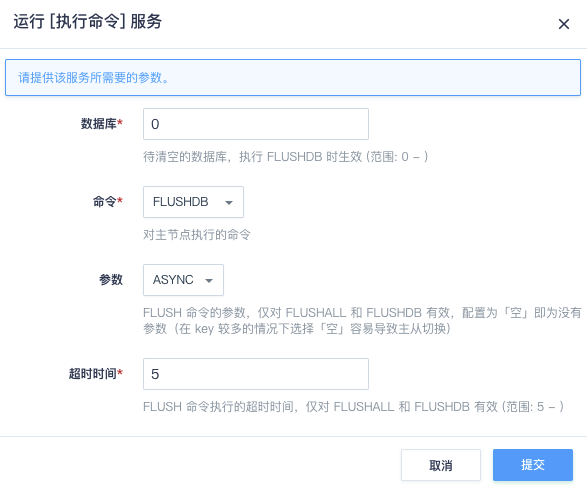 运行 [执行命令] 服务
请提供该服务所需要的参数。
数据库* 0
待清空的数据库，执行 FLUSHDB 时生效 (范围: 0 - )
命令* FLUSHDB
对主节点执行的命令
参数 ASYNC
FLUSH 命令的参数，仅对 FLUSHALL 和 FLUSHDB 有效，配置为「空」即为没有
参数（在 key 较多的情况下选择「空」容易导致主从切换）
超时时间* 5
FLUSH 命令执行的超时时间，仅对 FLUSHALL 和 FLUSHDB 有效 (范围: 5 - )
取消 提交